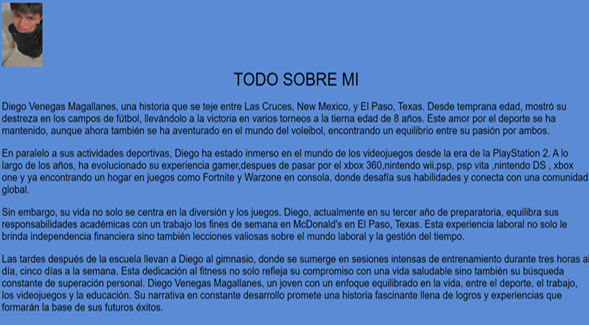 TODO SOBRE MI
Diego Venegas Magallanes, una historia que se teje entre Las Cruces, New Mexico, y El Paso, Texas. Desde temprana edad, mostró su
destreza en los campos de fútbol, llevándolo a la victoria en varios torneos a la tierna edad de 8 años. Este amor por el deporte se ha
mantenido, aunque ahora también se ha aventurado en el mundo del voleibol, encontrando un equilibrio entre su pasión por ambos.
En paralelo a sus actividades deportivas, Diego ha estado inmerso en el mundo de los videojuegos desde la era de la PlayStation 2. A lo
largo de los años, ha evolucionado su experiencia gamer,despues de pasar por el xbox 360,nintendo wii,psp, psp vita ,nintendo DS , xbox
one y ya encontrando un hogar en juegos como Fortnite y Warzone en consola, donde desafía sus habilidades y conecta con una comunidad
global.
Sin embargo, su vida no solo se centra en la diversión y los juegos. Diego, actualmente en su tercer año de preparatoria, equilibra sus
responsabilidades académicas con un trabajo los fines de semana en McDonald's en El Paso, Texas. Esta experiencia laboral no solo le
brinda independencia financiera sino también lecciones valiosas sobre el mundo laboral y la gestión del tiempo.
Las tardes después de la escuela llevan a Diego al gimnasio, donde se sumerge en sesiones intensas de entrenamiento durante tres horas al
día, cinco días a la semana. Esta dedicación al fitness no solo refleja su compromiso con una vida saludable sino también su búsqueda
constante de superación personal. Diego Venegas Magallanes, un joven con un enfoque equilibrado en la vida, entre el deporte, el trabajo,
los videojuegos y la educación. Su narrativa en constante desarrollo promete una historia fascinante llena de logros y experiencias que
formarán la base de sus futuros éxitos.